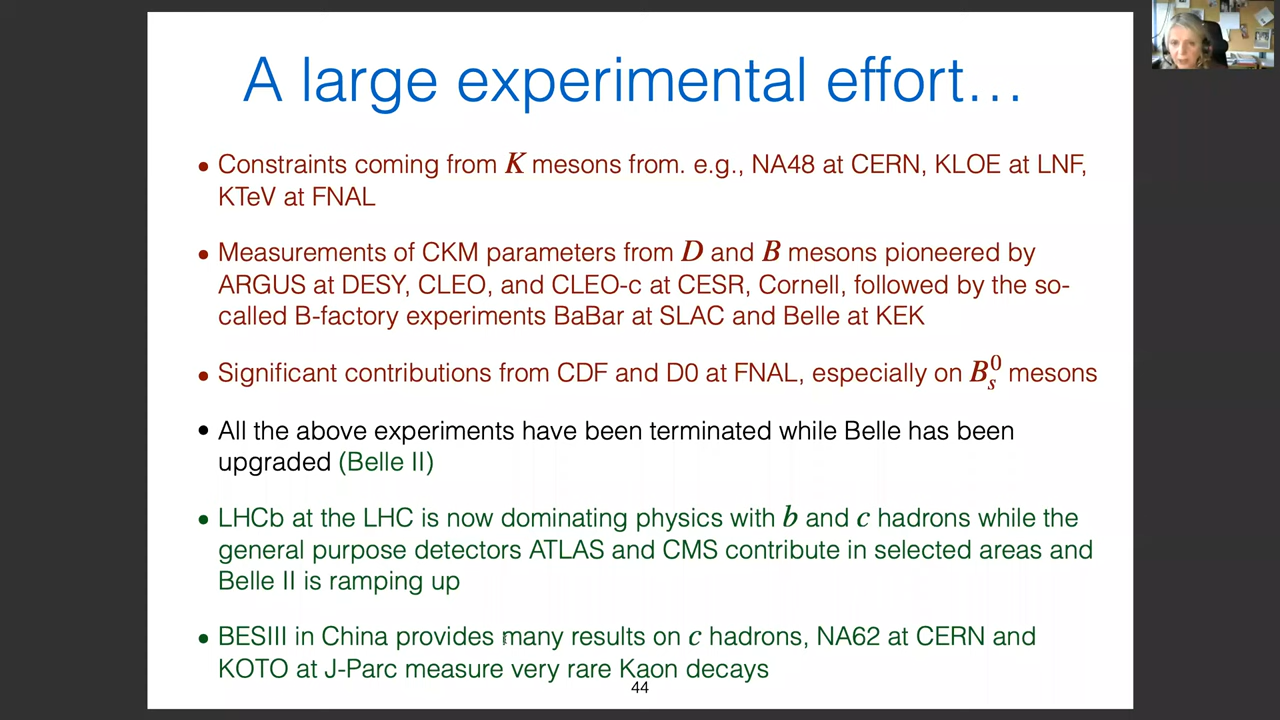 A large experimental effort…
• Constraints coming from K mesons from. e.g., NA48 at CERN, KLOE at LNF,
KTeV at FNAL
• Measurements of CKM parameters from D and B mesons pioneered by
ARGUS at DESY, CLEO, and CLEO-c at CESR, Cornell, followed by the so-
called B-factory experiments BaBar at SLAC and Belle at KEK
• Significant contributions from CDF and D0 at FNAL, especially on B_s^0 mesons
• All the above experiments have been terminated while Belle has been
upgraded (Belle II)
• LHCb at the LHC is now dominating physics with b and c hadrons while the
general purpose detectors ATLAS and CMS contribute in selected areas and
Belle II is ramping up
• BESIII in China provides many results on c hadrons, NA62 at CERN and
KOTO at J-Parc measure very rare Kaon decays
44